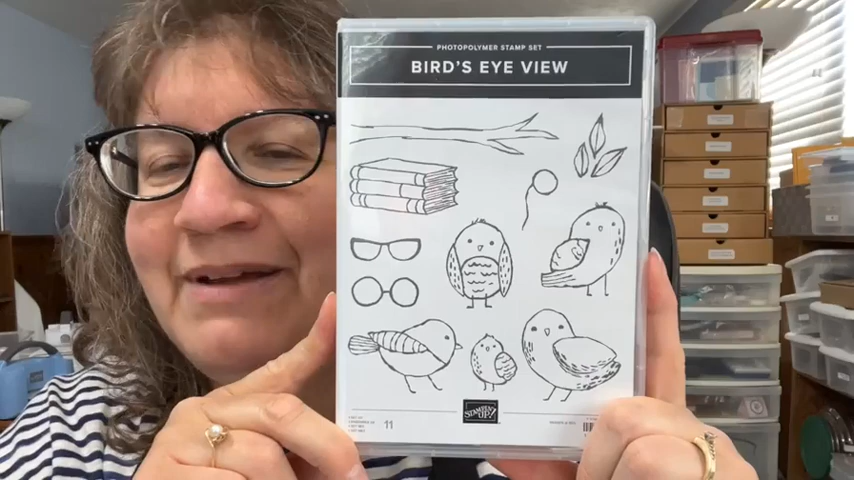 PHOTOPOLYMER STAMP SET
BIRD'S EYE VIEW
STAMPIN' UP!
11